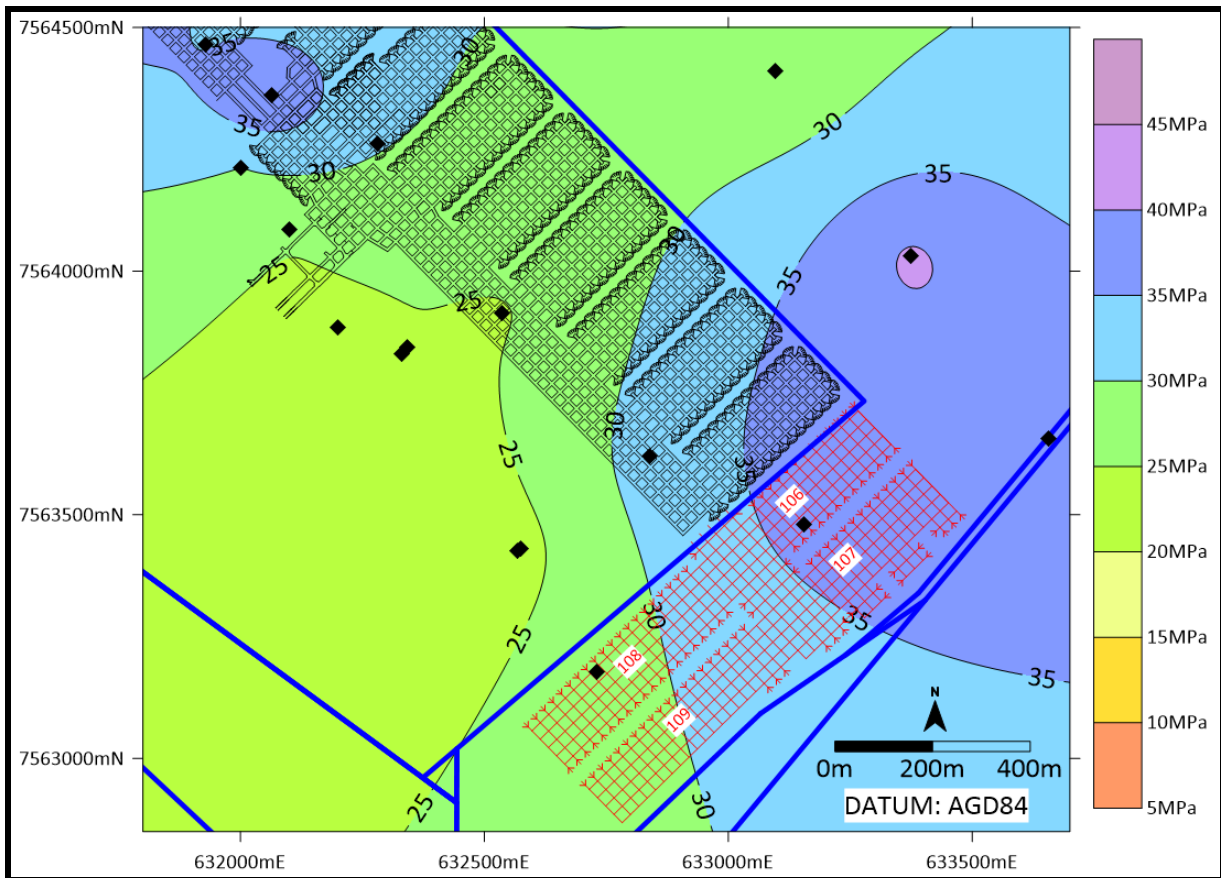 7564500mN
7564000mN
7563500mN
7563000mN
632000mE
632500mE
633000mE
633500mE
35
30
35
30
30
35
30
35
25
25
30
25
35
106
107
30
35
25
108
35
109
25
30
N
0m
200m
400m
DATUM: AGD84
45MPa
40MPa
35MPa
30MPa
25MPa
20MPa
15MPa
10MPa
5MPa